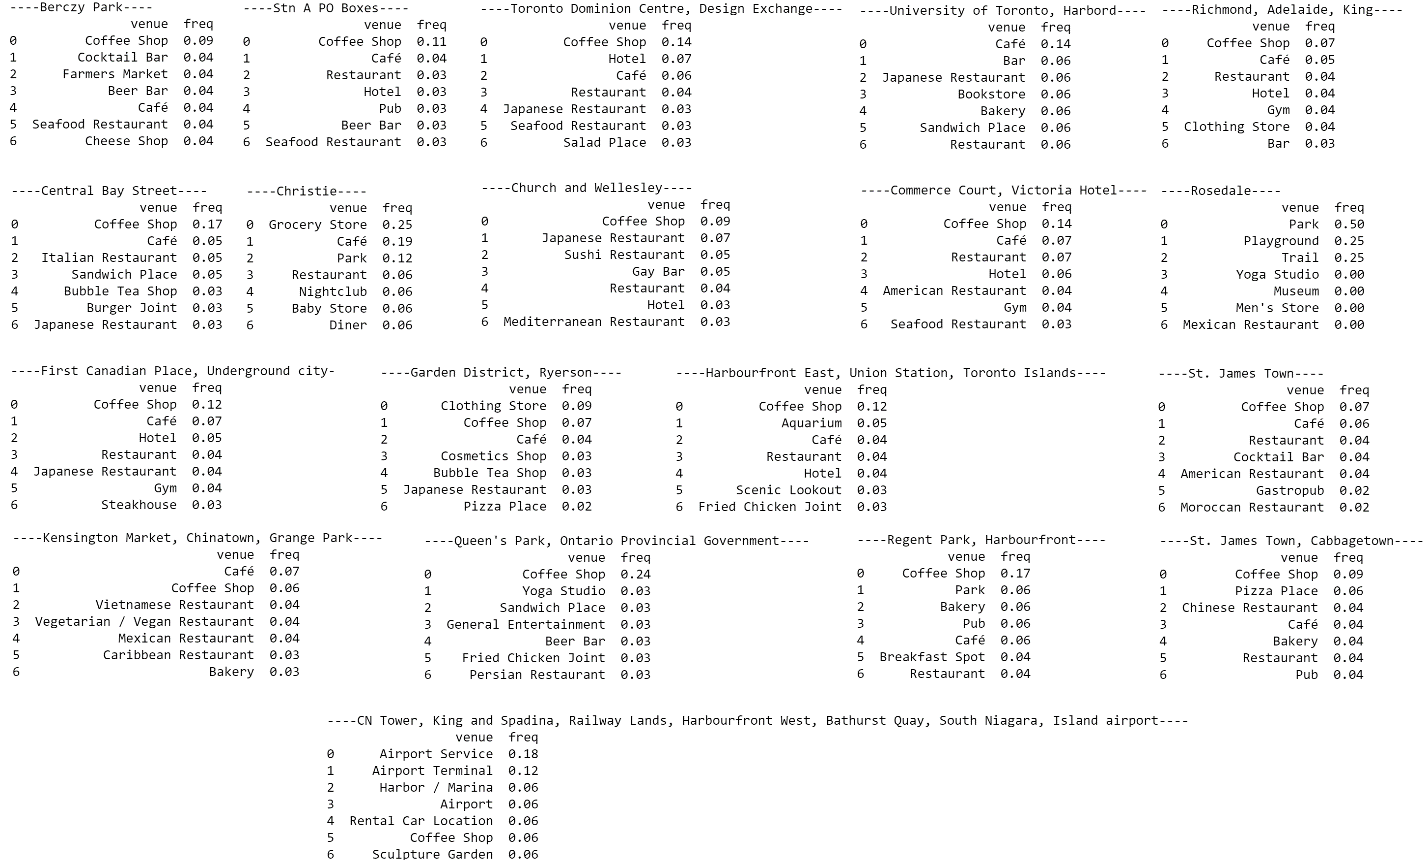 ----Berczy Park----
venue freq
0 Coffee Shop 0.09
1 Cocktail Bar 0.04
2 Farmers Market 0.04
3 Beer Bar 0.04
4 Café 0.04
5 Seafood Restaurant 0.04
6 Cheese Shop 0.04
----Stn A PO Boxes----
venue freq
0 Coffee Shop 0.11
1 Café 0.04
2 Restaurant 0.03
3 Hotel 0.03
4 Pub 0.03
5 Beer Bar 0.03
6 Seafood Restaurant 0.03
----Toronto Dominion Centre, Design Exchange----
venue freq
0 Coffee Shop 0.14
1 Hotel 0.07
2 Café 0.06
3 Restaurant 0.04
4 Japanese Restaurant 0.03
5 Seafood Restaurant 0.03
6 Salad Place 0.03
----University of Toronto, Harbord----
venue freq
0 Café 0.14
1 Bar 0.06
2 Japanese Restaurant 0.06
3 Bookstore 0.06
4 Bakery 0.06
5 Sandwich Place 0.06
6 Restaurant 0.06
----Richmond, Adelaide, King----
venue freq
0 Coffee Shop 0.07
1 Café 0.05
2 Restaurant 0.04
3 Hotel 0.04
4 Gym 0.04
5 Clothing Store 0.04
6 Bar 0.03
----Central Bay Street----
venue freq
0 Coffee Shop 0.17
1 Café 0.05
2 Italian Restaurant 0.05
3 Sandwich Place 0.05
4 Bubble Tea Shop 0.03
5 Burger Joint 0.03
6 Japanese Restaurant 0.03
----Christie----
venue freq
0 Grocery Store 0.25
1 Café 0.19
2 Park 0.12
3 Restaurant 0.06
4 Nightclub 0.06
5 Baby Store 0.06
6 Diner 0.06
----Church and Wellesley----
venue freq
0 Coffee Shop 0.09
1 Japanese Restaurant 0.07
2 Sushi Restaurant 0.05
3 Gay Bar 0.05
4 Restaurant 0.04
5 Hotel 0.03
6 Mediterranean Restaurant 0.03
----Commerce Court, Victoria Hotel----
venue freq
0 Coffee Shop 0.14
1 Café 0.07
2 Restaurant 0.07
3 Hotel 0.06
4 American Restaurant 0.04
5 Gym 0.04
6 Seafood Restaurant 0.03
----Rosedale----
venue freq
0 Park 0.50
1 Playground 0.25
2 Trail 0.25
3 Yoga Studio 0.00
4 Museum 0.00
5 Men's Store 0.00
6 Mexican Restaurant 0.00
----First Canadian Place, Underground city-
venue freq
0 Coffee Shop 0.12
1 Café 0.07
2 Hotel 0.05
3 Restaurant 0.04
4 Japanese Restaurant 0.04
5 Gym 0.04
6 Steakhouse 0.03
----Garden District, Ryerson----
venue freq
0 Clothing Store 0.09
1 Coffee Shop 0.07
2 Café 0.04
3 Cosmetics Shop 0.03
4 Bubble Tea Shop 0.03
5 Japanese Restaurant 0.03
6 Pizza Place 0.02
----Harbourfront East, Union Station, Toronto Islands----
venue freq
0 Coffee Shop 0.12
1 Aquarium 0.05
2 Café 0.04
3 Restaurant 0.04
4 Hotel 0.04
5 Scenic Lookout 0.03
6 Fried Chicken Joint 0.03
----St. James Town----
venue freq
0 Coffee Shop 0.07
1 Café 0.06
2 Restaurant 0.04
3 Cocktail Bar 0.04
4 American Restaurant 0.04
5 Gastropub 0.02
6 Moroccan Restaurant 0.02
----Kensington Market, Chinatown, Grange Park----
venue freq
0 Café 0.07
1 Coffee Shop 0.06
2 Vietnamese Restaurant 0.04
3 Vegetarian / Vegan Restaurant 0.04
4 Mexican Restaurant 0.04
5 Caribbean Restaurant 0.03
6 Bakery 0.03
----Queen's Park, Ontario Provincial Government----
venue freq
0 Coffee Shop 0.24
1 Yoga Studio 0.03
2 Sandwich Place 0.03
3 General Entertainment 0.03
4 Beer Bar 0.03
5 Fried Chicken Joint 0.03
6 Persian Restaurant 0.03
----Regent Park, Harbourfront----
venue freq
0 Coffee Shop 0.17
1 Park 0.06
2 Bakery 0.06
3 Pub 0.06
4 Café 0.06
5 Breakfast Spot 0.04
6 Restaurant 0.04
----St. James Town, Cabbagetown----
venue freq
0 Coffee Shop 0.09
1 Pizza Place 0.06
2 Chinese Restaurant 0.04
3 Café 0.04
4 Bakery 0.04
5 Restaurant 0.04
6 Pub 0.04
----CN Tower, King and Spadina, Railway Lands, Harbourfront West, Bathurst Quay, South Niagara, Island airport----
venue freq
0 Airport Service 0.18
1 Airport Terminal 0.12
2 Harbor / Marina 0.06
3 Airport 0.06
4 Rental Car Location 0.06
5 Coffee Shop 0.06
6 Sculpture Garden 0.06